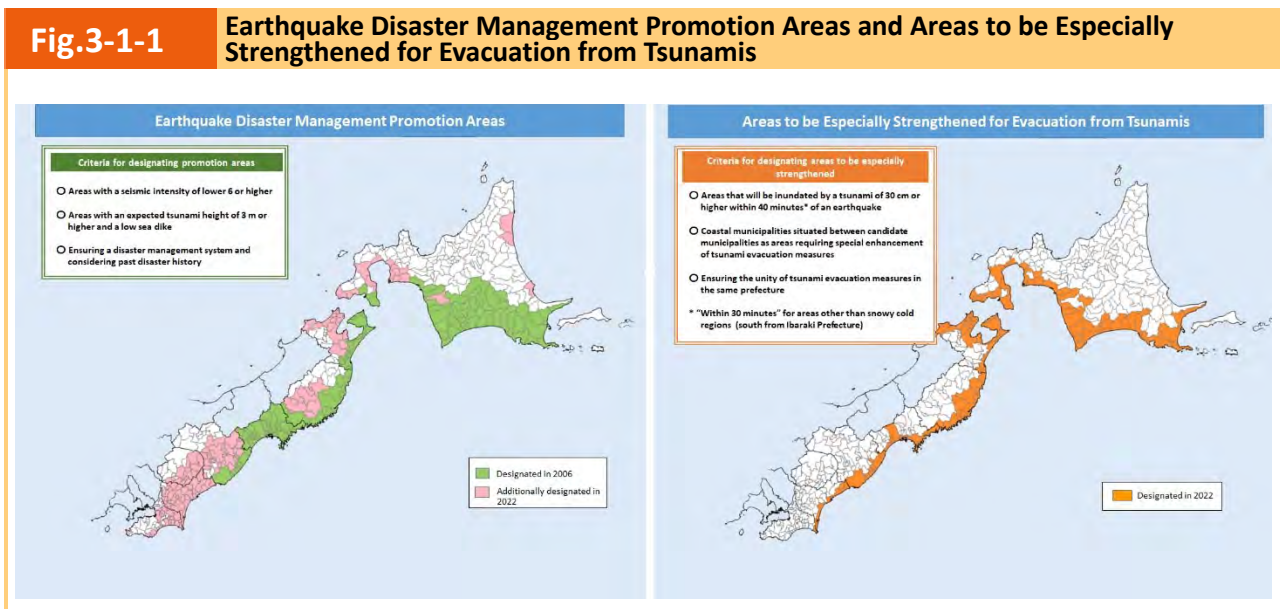 Fig.3-1-1
Earthquake Disaster Management Promotion Areas and Areas to be Especially
Strengthened for Evacuation from Tsunamis
Earthquake Disaster Management Promotion Areas
Criteria for designating promotion areas
O Areas with a seismic intensity of lower 6 or higher
O Areas with an expected tsunami height of 3 m or
higher and a low sea dike
O Ensuring a disaster management system and
considering past disaster history
Designated in 2006
Additionally designated in
2022
Areas to be Especially Strengthened for Evacuation from Tsunamis
Criteria for designating areas to be especially
strengthened
O Areas that will be inundated by a tsunami of 30 cm or
higher within 40 minutes* of an earthquake
O Coastal municipalities situated between candidate
municipalities as areas requiring special enhancement
of tsunami evacuation measures
O Ensuring the unity of tsunami evacuation measures in
the same prefecture
* "Within 30 minutes" for areas other than snowy cold
regions (south from Ibaraki Prefecture)
Designated in 2022